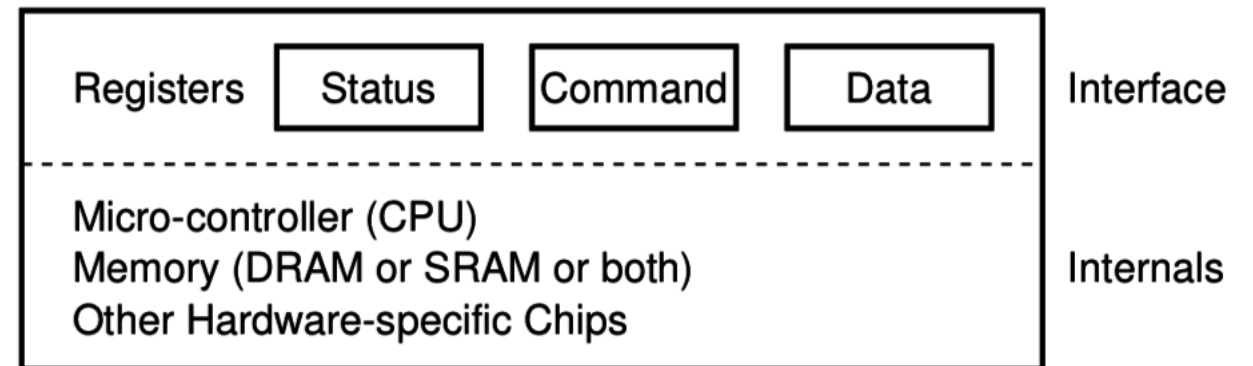 Registers Status Command Data Interface
Micro-controller (CPU)
Memory (DRAM or SRAM or both) Internals
Other Hardware-specific Chips